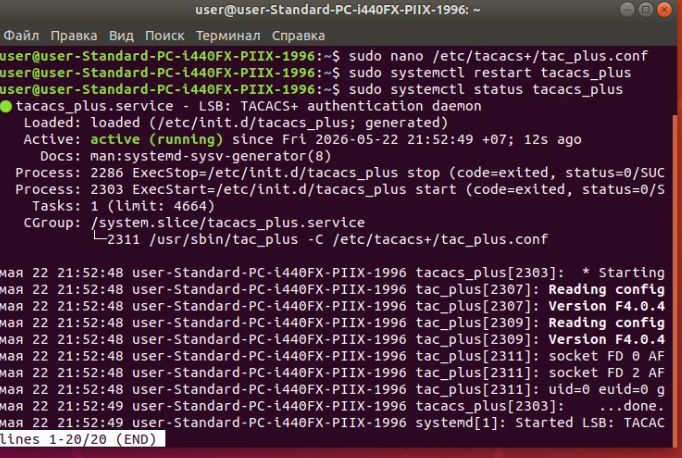 user@user-Standard-PC-i440FX-PIIX-1996: ~
Файл Правка Вид Поиск Терминал Справка
user@user-Standard-PC-i440FX-PIIX-1996:~$ sudo nano /etc/tacacs+/tac_plus.conf
user@user-Standard-PC-i440FX-PIIX-1996:~$ sudo systemctl restart tacacs_plus
user@user-Standard-PC-i440FX-PIIX-1996:~$ sudo systemctl status tacacs_plus
● tacacs_plus.service - LSB: TACACS+ authentication daemon
Loaded: loaded (/etc/init.d/tacacs_plus; generated)
Active: active (running) since Fri 2026-05-22 21:52:49 +07; 12s ago
Docs: man:systemd-sysv-generator(8)
Process: 2286 ExecStop=/etc/init.d/tacacs_plus stop (code=exited, status=0/SUC
Process: 2303 ExecStart=/etc/init.d/tacacs_plus start (code=exited, status=0/S
Tasks: 1 (limit: 4664)
CGroup: /system.slice/tacacs_plus.service
└─2311 /usr/sbin/tac_plus -C /etc/tacacs+/tac_plus.conf
мая 22 21:52:48 user-Standard-PC-i440FX-PIIX-1996 tacacs_plus[2303]: * Starting
мая 22 21:52:48 user-Standard-PC-i440FX-PIIX-1996 tac_plus[2307]: Reading config
мая 22 21:52:48 user-Standard-PC-i440FX-PIIX-1996 tac_plus[2307]: Version F4.0.4
мая 22 21:52:48 user-Standard-PC-i440FX-PIIX-1996 tac_plus[2309]: Reading config
мая 22 21:52:48 user-Standard-PC-i440FX-PIIX-1996 tac_plus[2309]: Version F4.0.4
мая 22 21:52:48 user-Standard-PC-i440FX-PIIX-1996 tac_plus[2311]: socket FD 0 AF
мая 22 21:52:48 user-Standard-PC-i440FX-PIIX-1996 tac_plus[2311]: socket FD 2 AF
мая 22 21:52:48 user-Standard-PC-i440FX-PIIX-1996 tac_plus[2311]: uid=0 euid=0 g
мая 22 21:52:49 user-Standard-PC-i440FX-PIIX-1996 tacacs_plus[2303]: ...done.
мая 22 21:52:49 user-Standard-PC-i440FX-PIIX-1996 systemd[1]: Started LSB: TACAC
lines 1-20/20 (END)